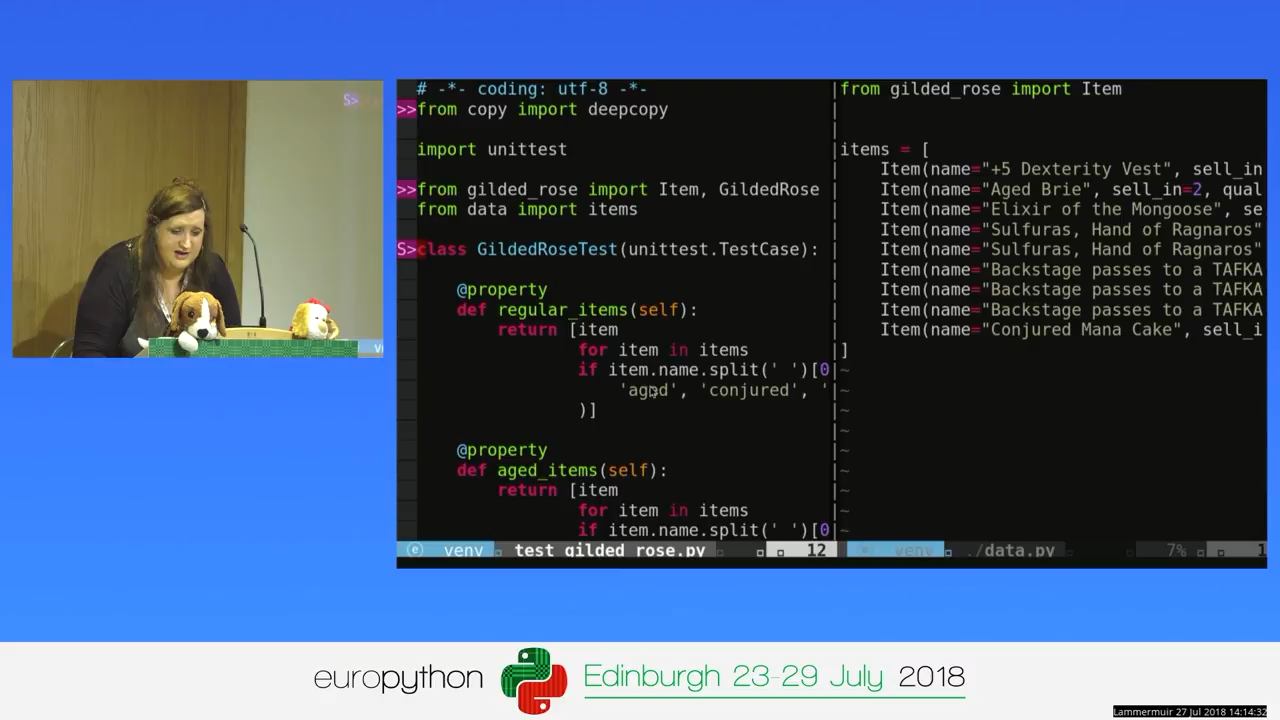 # -*- coding: utf-8 -*-
>>from copy import deepcopy
import unittest
>>from gilded_rose import Item, GildedRose
from data import items
S>class GildedRoseTest(unittest.TestCase):
@property
def regular_items(self):
return [item
for item in items
if item.name.split(' ')[0
'aged', 'conjured', '
)]
@property
def aged_items(self):
return [item
for item in items
if item.name.split(' ')[0
venv test_gilded_rose.py 12
from gilded_rose import Item
items = [
Item(name="+5 Dexterity Vest", sell_in
Item(name="Aged Brie", sell_in=2, qual
Item(name="Elixir of the Mongoose", se
Item(name="Sulfuras, Hand of Ragnaros"
Item(name="Sulfuras, Hand of Ragnaros"
Item(name="Backstage passes to a TAFKA
Item(name="Backstage passes to a TAFKA
Item(name="Backstage passes to a TAFKA
Item(name="Conjured Mana Cake", sell_i
]
~
~
~
~
~
~
~
~
~
venv ./data.py 7% 1
europython Edinburgh 23-29 July 2018
Lammermuir 27 Jul 2018 14:14:32